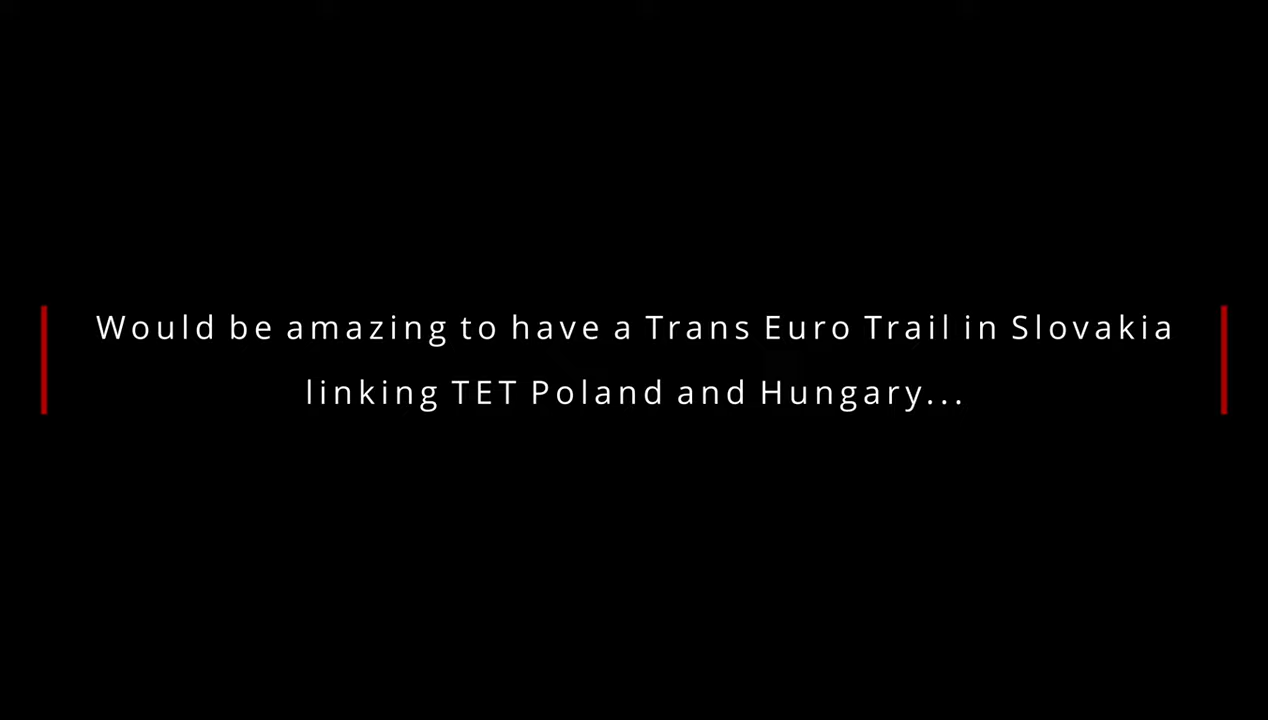 Would be amazing to have a Trans Euro Trail in Slovakia
linking TET Poland and Hungary...